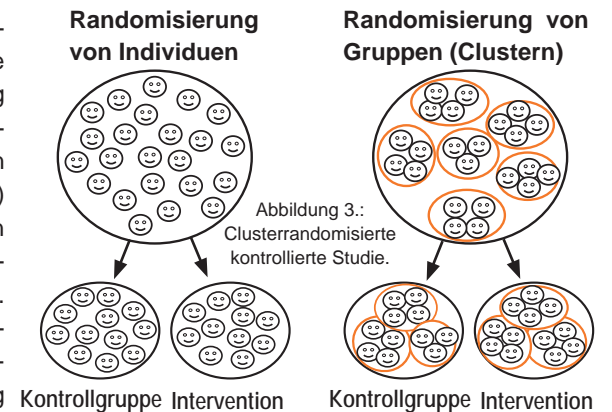 Randomisierung
von Individuen
Randomisierung von
Gruppen (Clustern)
Abbildung 3.:
Clusterrandomisierte
kontrollierte Studie.
Kontrollgruppe Intervention
Kontrollgruppe Intervention